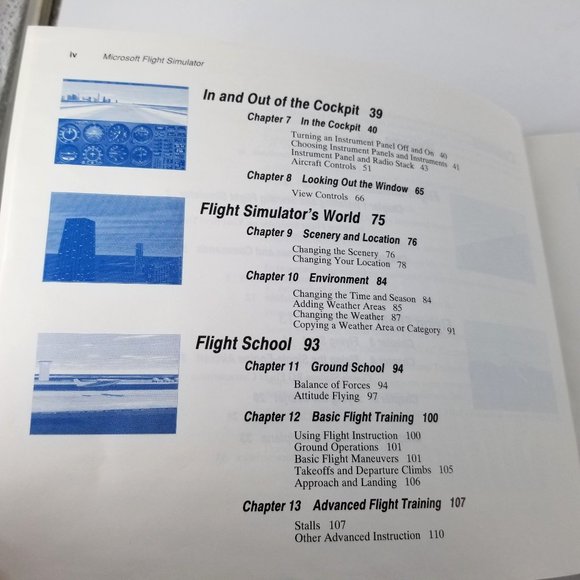 iv Microsoft Flight Simulator
In and Out of the Cockpit 39
Chapter 7 In the Cockpit 40
Turning an Instrument Panel Off and On 40
Choosing Instrument Panels and Instruments 41
Instrument Panel and Radio Stack 43
Aircraft Controls 51
Chapter 8 Looking Out the Window 65
View Controls 66
Flight Simulator's World 75
Chapter 9 Scenery and Location 76
Changing the Scenery 76
Changing Your Location 78
Chapter 10 Environment 84
Changing the Time and Season 84
Adding Weather Areas 85
Changing the Weather 87
Copying a Weather Area or Category 91
Flight School 93
Chapter 11 Ground School 94
Balance of Forces 94
Attitude Flying 97
Chapter 12 Basic Flight Training 100
Using Flight Instruction 100
Ground Operations 101
Basic Flight Maneuvers 101
Takeoffs and Departure Climbs 105
Approach and Landing 106
Chapter 13 Advanced Flight Training 107
Stalls 107
Other Advanced Instruction 110